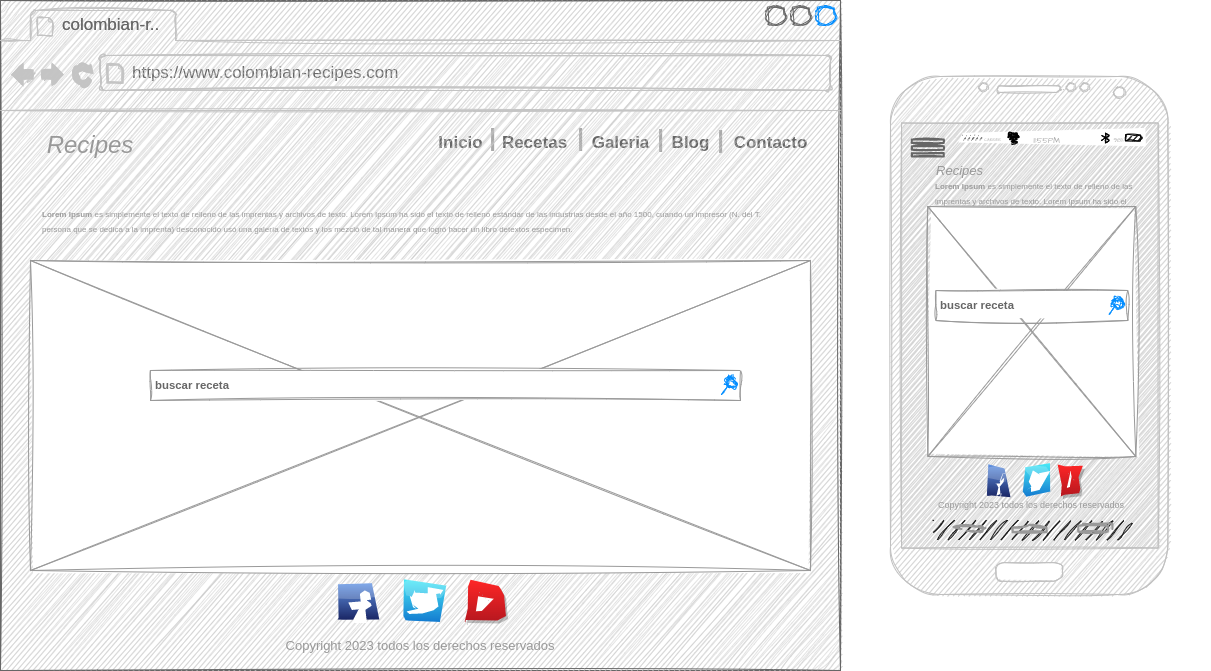 colombian-r..
https://www.colombian-recipes.com
Recipes
Inicio
Recetas
Galeria
Blog
Contacto
Lorem Ipsum es simplemente el texto de relleno de las imprentas y archivos de texto. Lorem Ipsum ha sido el texto de relleno estándar de las industrias desde el año 1500, cuando un impresor (N. del T.
persona que se dedica a la imprenta) desconocido usó una galería de textos y los mezcló de tal manera que logró hacer un libro detextos especimen.
buscar receta
Copyright 2023 todos los derechos reservados
Recipes
Lorem Ipsum es simplemente el texto de relleno de las
imprentas y archivos de texto. Lorem Ipsum ha sido el
buscar receta
Copyright 2023 todos los derechos reservados